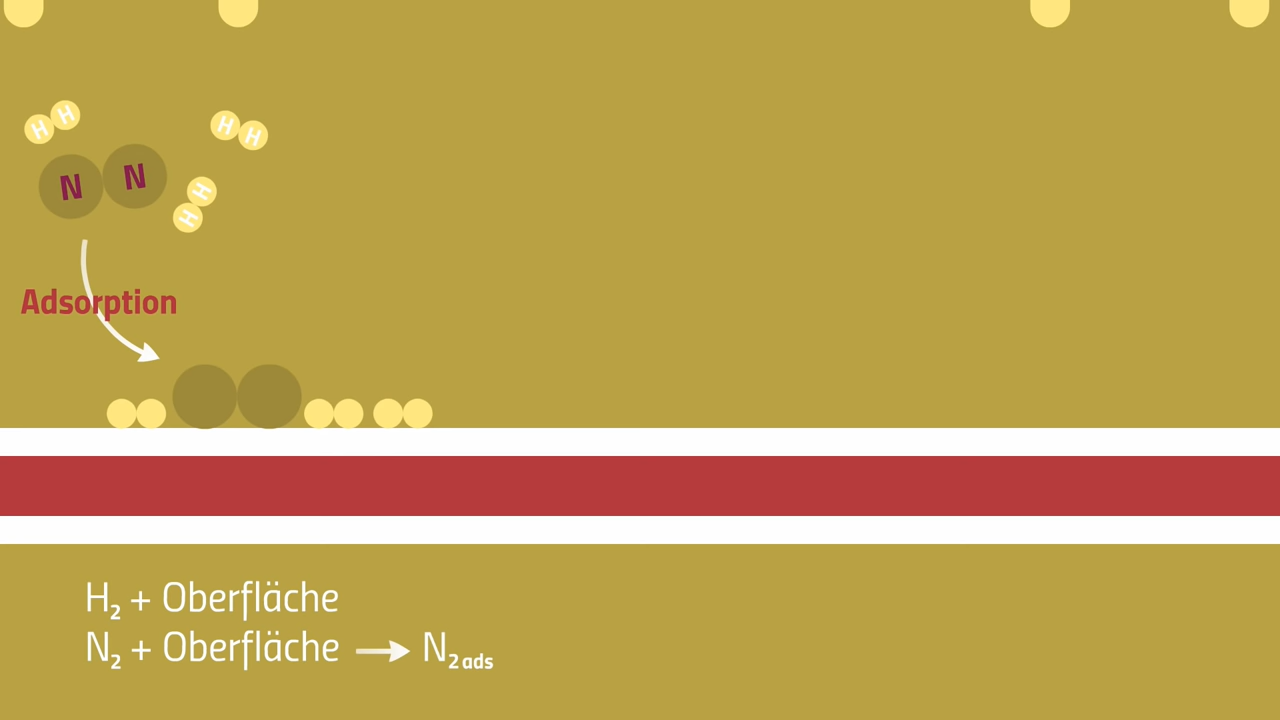 H H
H H
N N
H
H
Adsorption
H₂ + Oberfläche
N₂ + Oberfläche → N₂ ads